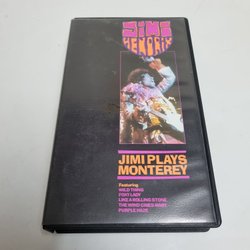 JIMI
HENDRIX
JIMI PLAYS
MONTEREY
Featuring
WILD THING
FOXY LADY
LIKE A ROLLING STONE
THE WIND CRIES MARY
PURPLE HAZE